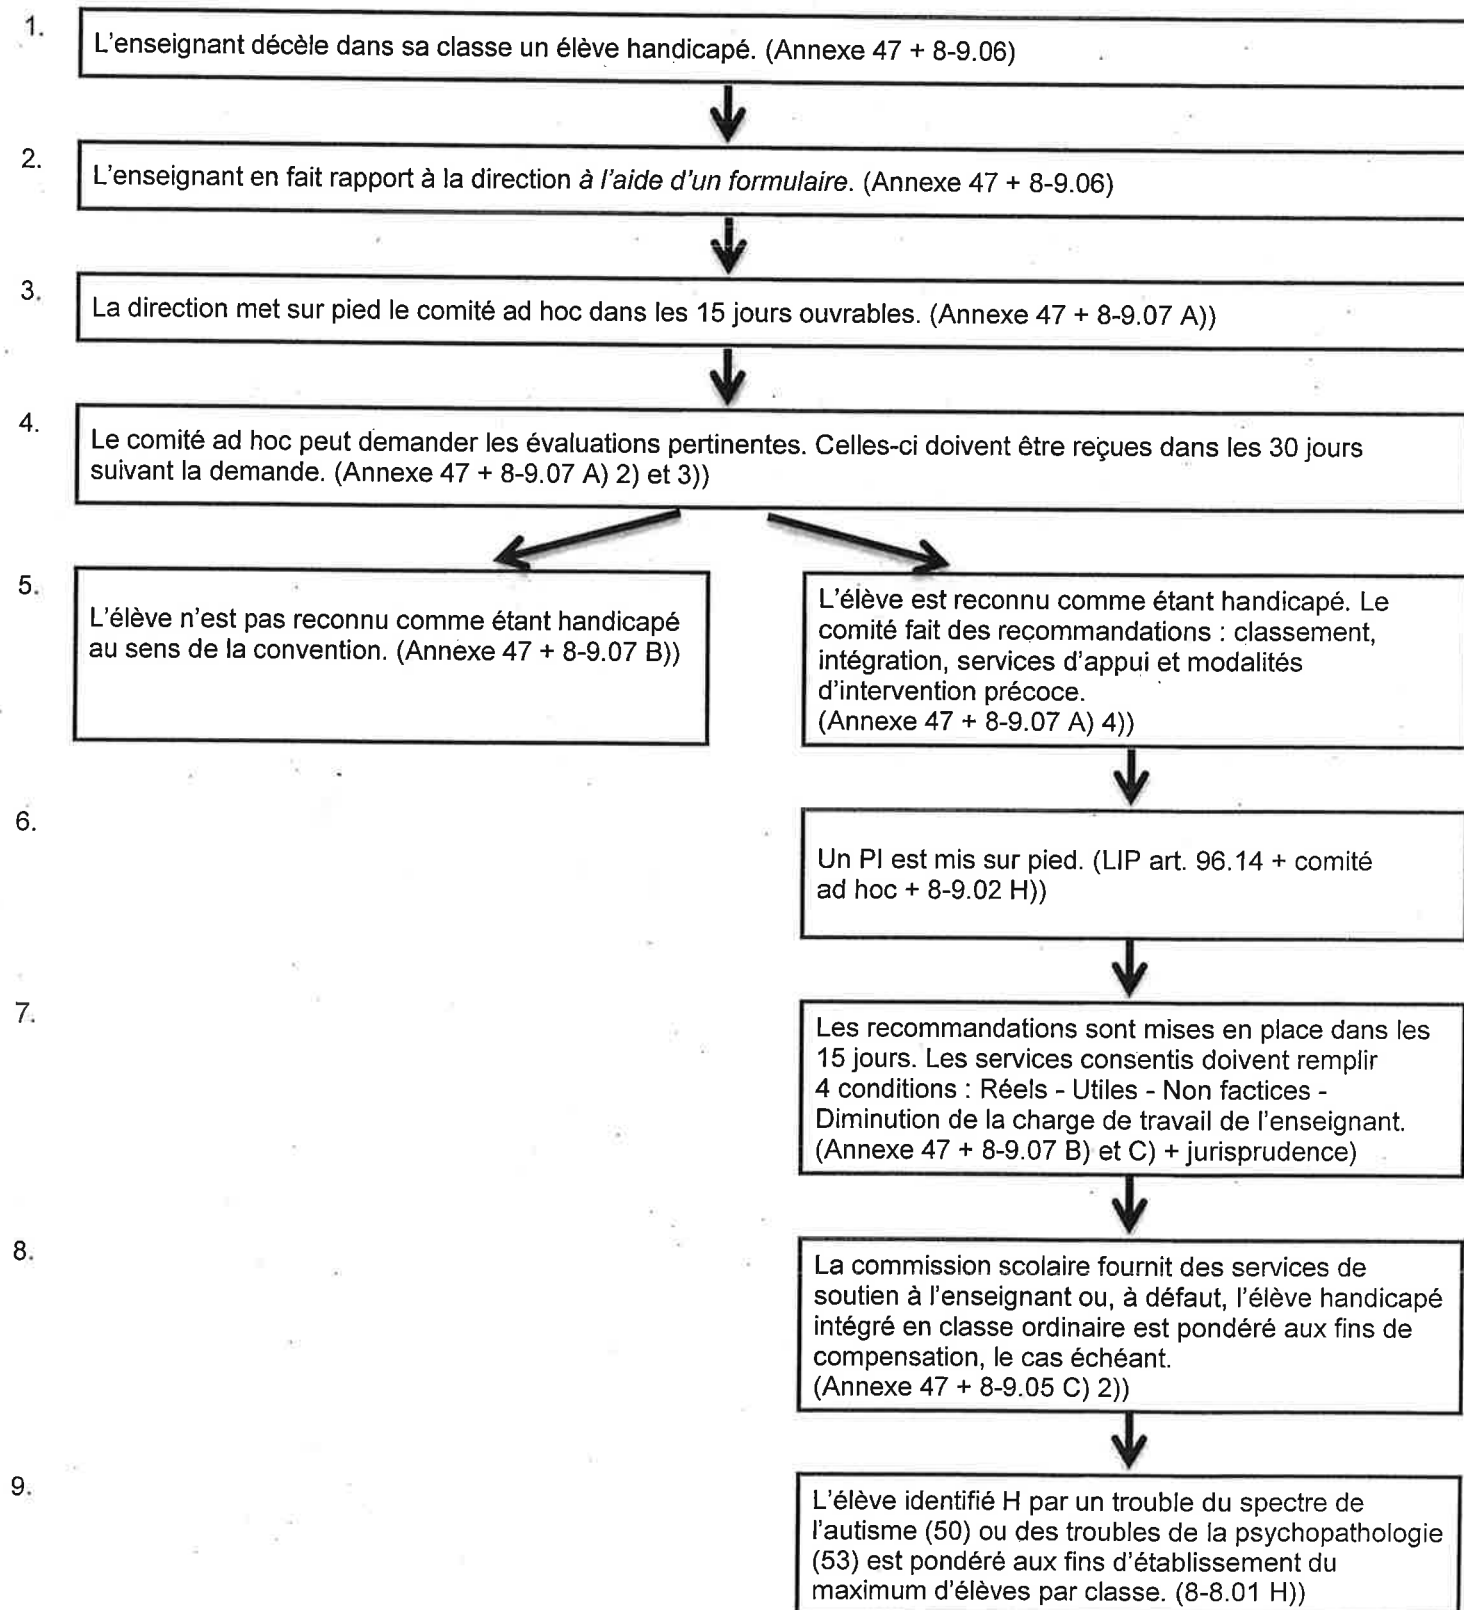 1.
L'enseignant décèle dans sa classe un élève handicapé. (Annexe 47 + 8-9.06)
2.
L'enseignant en fait rapport à la direction à l'aide d'un formulaire. (Annexe 47 + 8-9.06)
3.
La direction met sur pied le comité ad hoc dans les 15 jours ouvrables. (Annexe 47 + 8-9.07 A))
4.
Le comité ad hoc peut demander les évaluations pertinentes. Celles-ci doivent être reçues dans les 30 jours
suivant la demande. (Annexe 47 + 8-9.07 A) 2) et 3))
5.
L'élève n'est pas reconnu comme étant handicapé
au sens de la convention. (Annexe 47 + 8-9.07 B))
L'élève est reconnu comme étant handicapé. Le
comité fait des recommandations : classement,
intégration, services d'appui et modalités
d'intervention précoce.
(Annexe 47 + 8-9.07 A) 4))
6.
Un PI est mis sur pied. (LIP art. 96.14 + comité
ad hoc + 8-9.02 H))
7.
Les recommandations sont mises en place dans les
15 jours. Les services consentis doivent remplir
4 conditions : Réels - Utiles - Non factices -
Diminution de la charge de travail de l'enseignant.
(Annexe 47 + 8-9.07 B) et C) + jurisprudence)
8.
La commission scolaire fournit des services de
soutien à l'enseignant ou, à défaut, l'élève handicapé
intégré en classe ordinaire est pondéré aux fins de
compensation, le cas échéant.
(Annexe 47 + 8-9.05 C) 2))
9.
L'élève identifié H par un trouble du spectre de
l'autisme (50) ou des troubles de la psychopathologie
(53) est pondéré aux fins d'établissement du
maximum d'élèves par classe. (8-8.01 H))